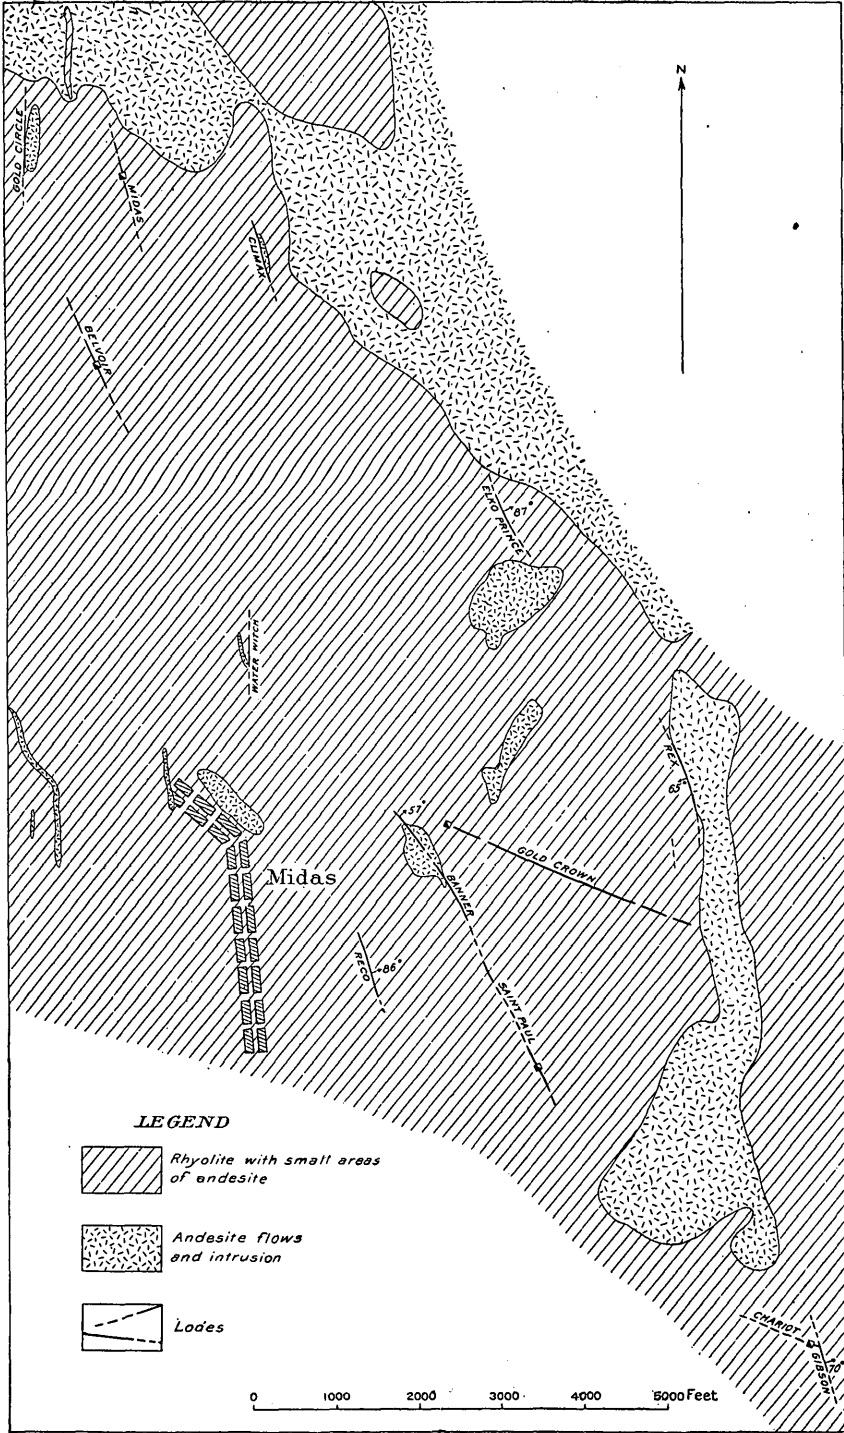 N
GOLD CIRCLE
MIDAS
CLIMAX
BELVOIR
ELKO PRINCE
87°
WATER WITCH
REX
65°
57°
GOLD CROWN
Midas
BANNER
RECO
86°
SAINT PAUL
LEGEND
Rhyolite with small areas
of andesite
Andesite flows
and intrusion
Lodes
CHARIOT
GIBSON
70°
0 1000 2000 3000 4000 5000 Feet